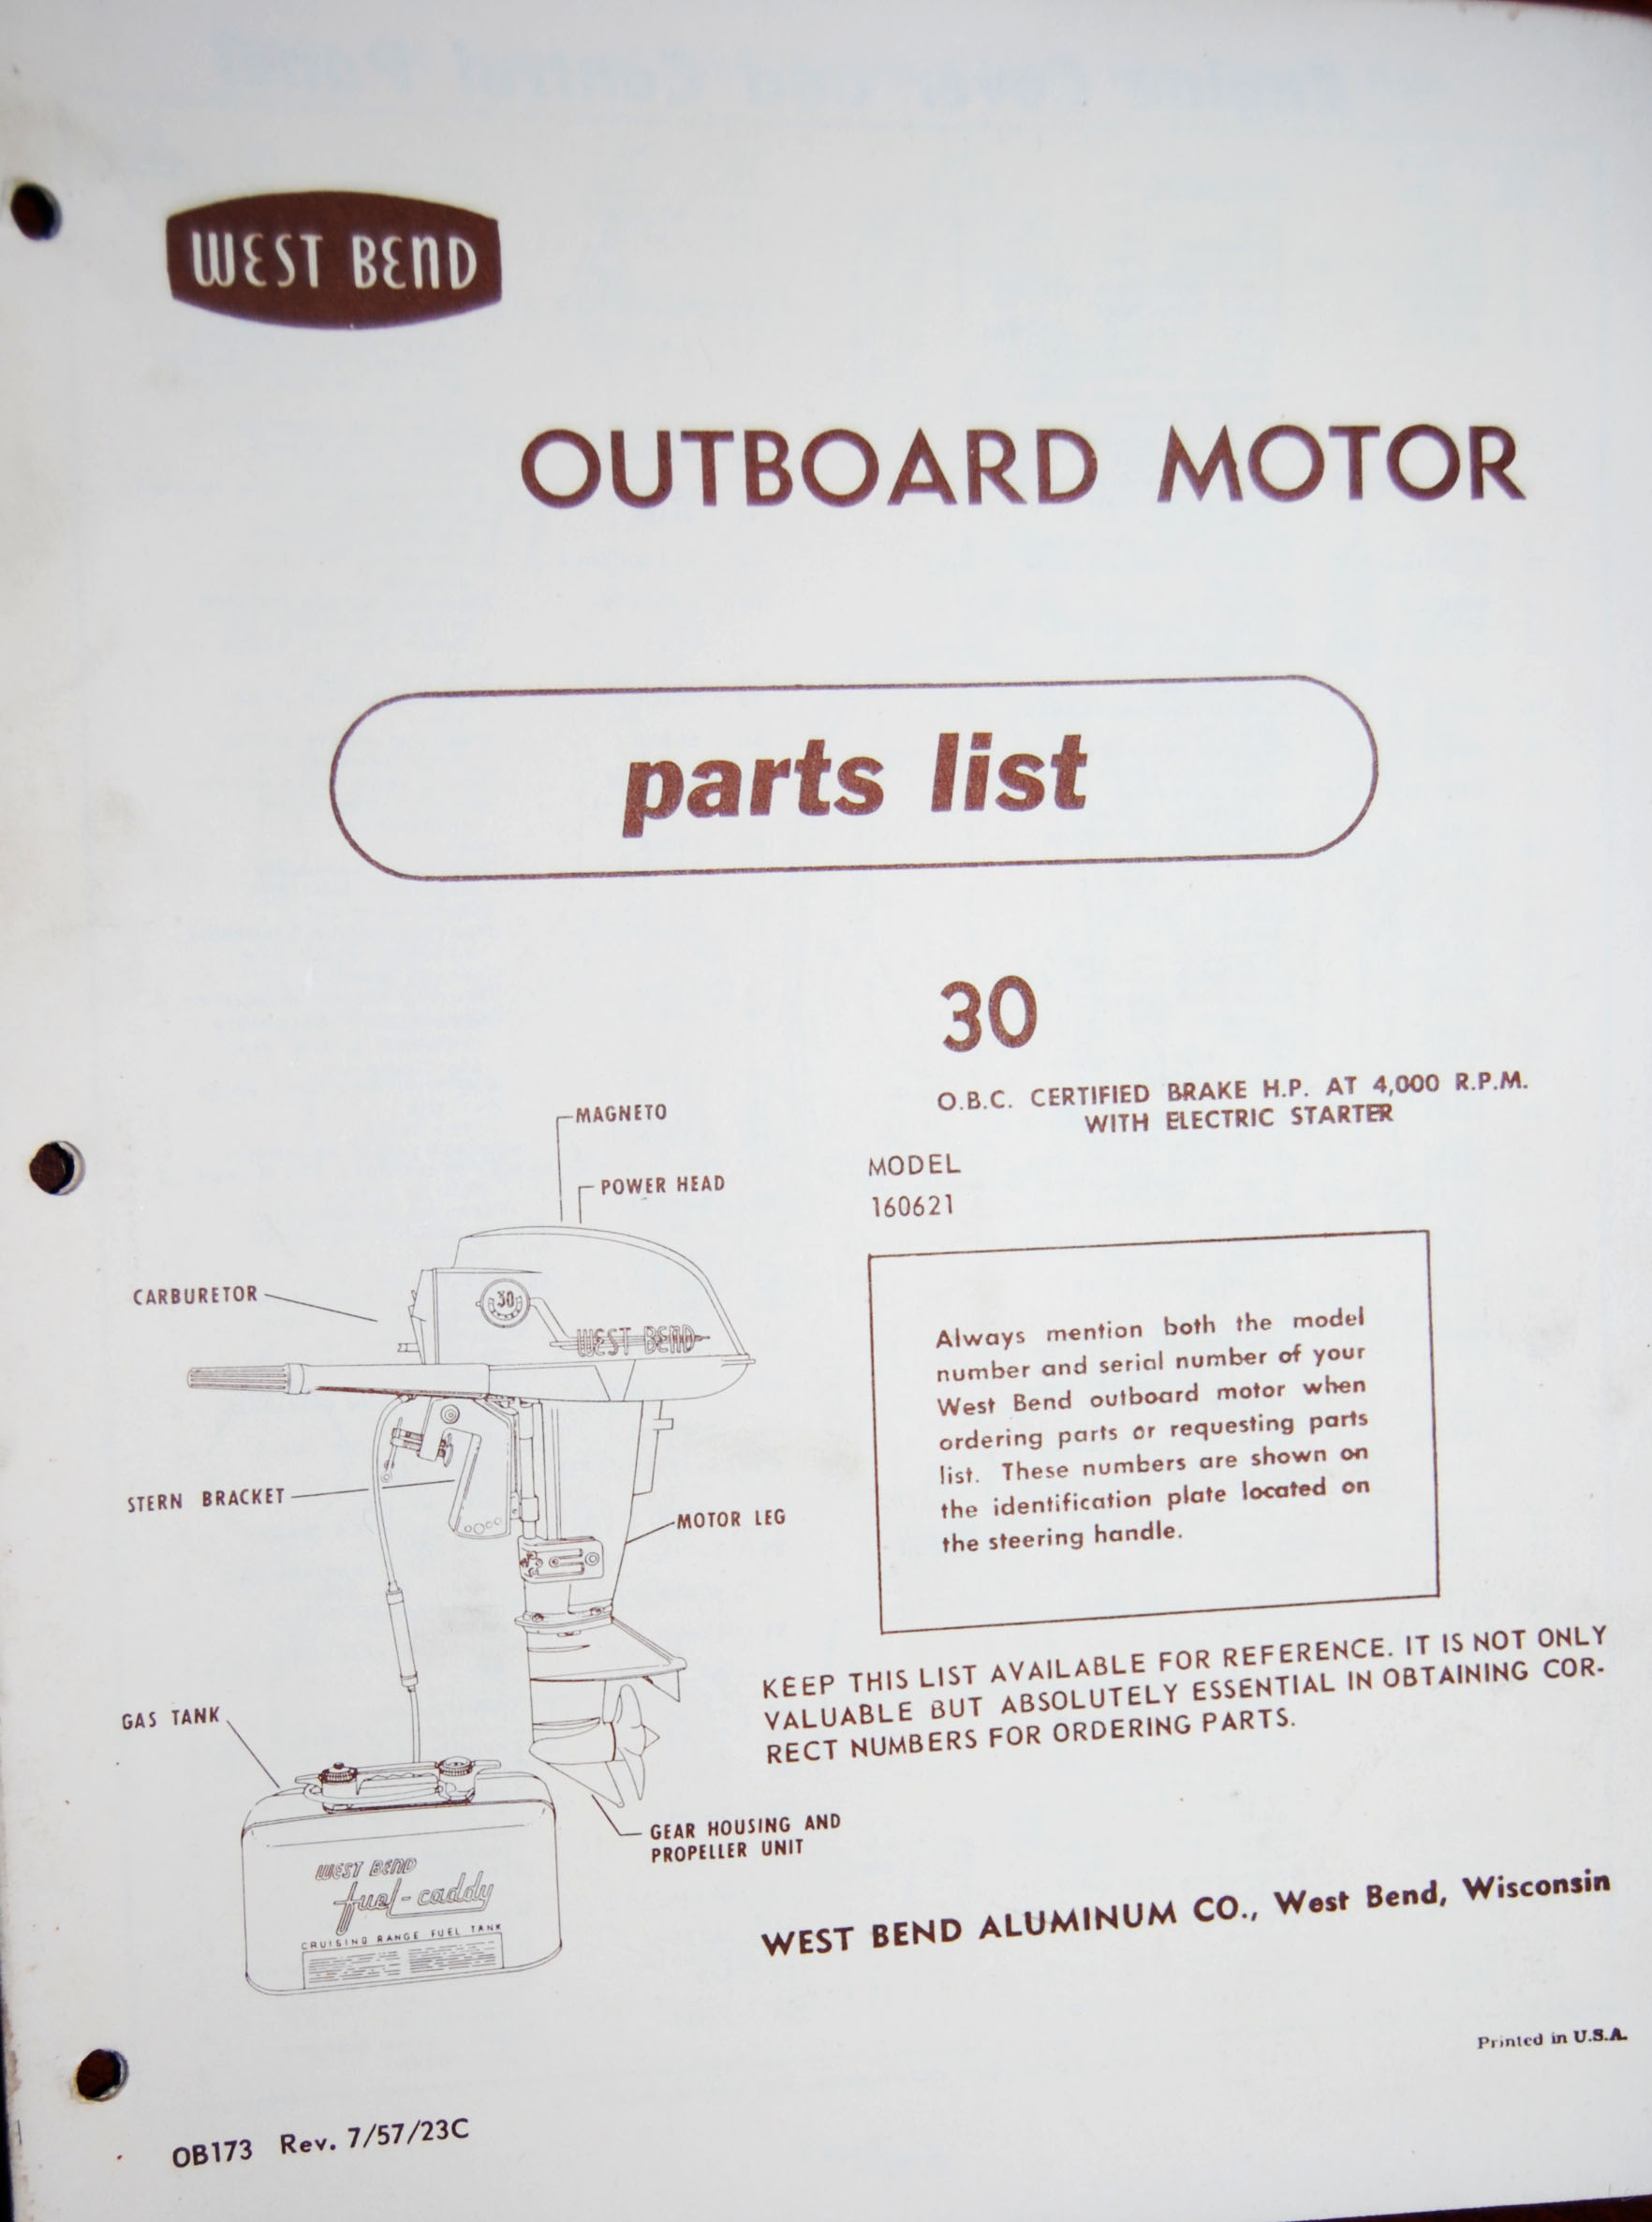 WEST BEND
OUTBOARD MOTOR
parts list
30
O.B.C. CERTIFIED BRAKE H.P. AT 4,000 R.P.M.
WITH ELECTRIC STARTER
MODEL
160621
MAGNETO
POWER HEAD
CARBURETOR
30
WEST BEND
STERN BRACKET
MOTOR LEG
GAS TANK
GEAR HOUSING AND
PROPELLER UNIT
WEST BEND
fuel-caddy
CRUISING RANGE FUEL TANK
Always mention both the model
number and serial number of your
West Bend outboard motor when
ordering parts or requesting parts
list. These numbers are shown on
the identification plate located on
the steering handle.
KEEP THIS LIST AVAILABLE FOR REFERENCE. IT IS NOT ONLY
VALUABLE BUT ABSOLUTELY ESSENTIAL IN OBTAINING COR-
RECT NUMBERS FOR ORDERING PARTS.
WEST BEND ALUMINUM CO., West Bend, Wisconsin
Printed in U.S.A.
OB173 Rev. 7/57/23C